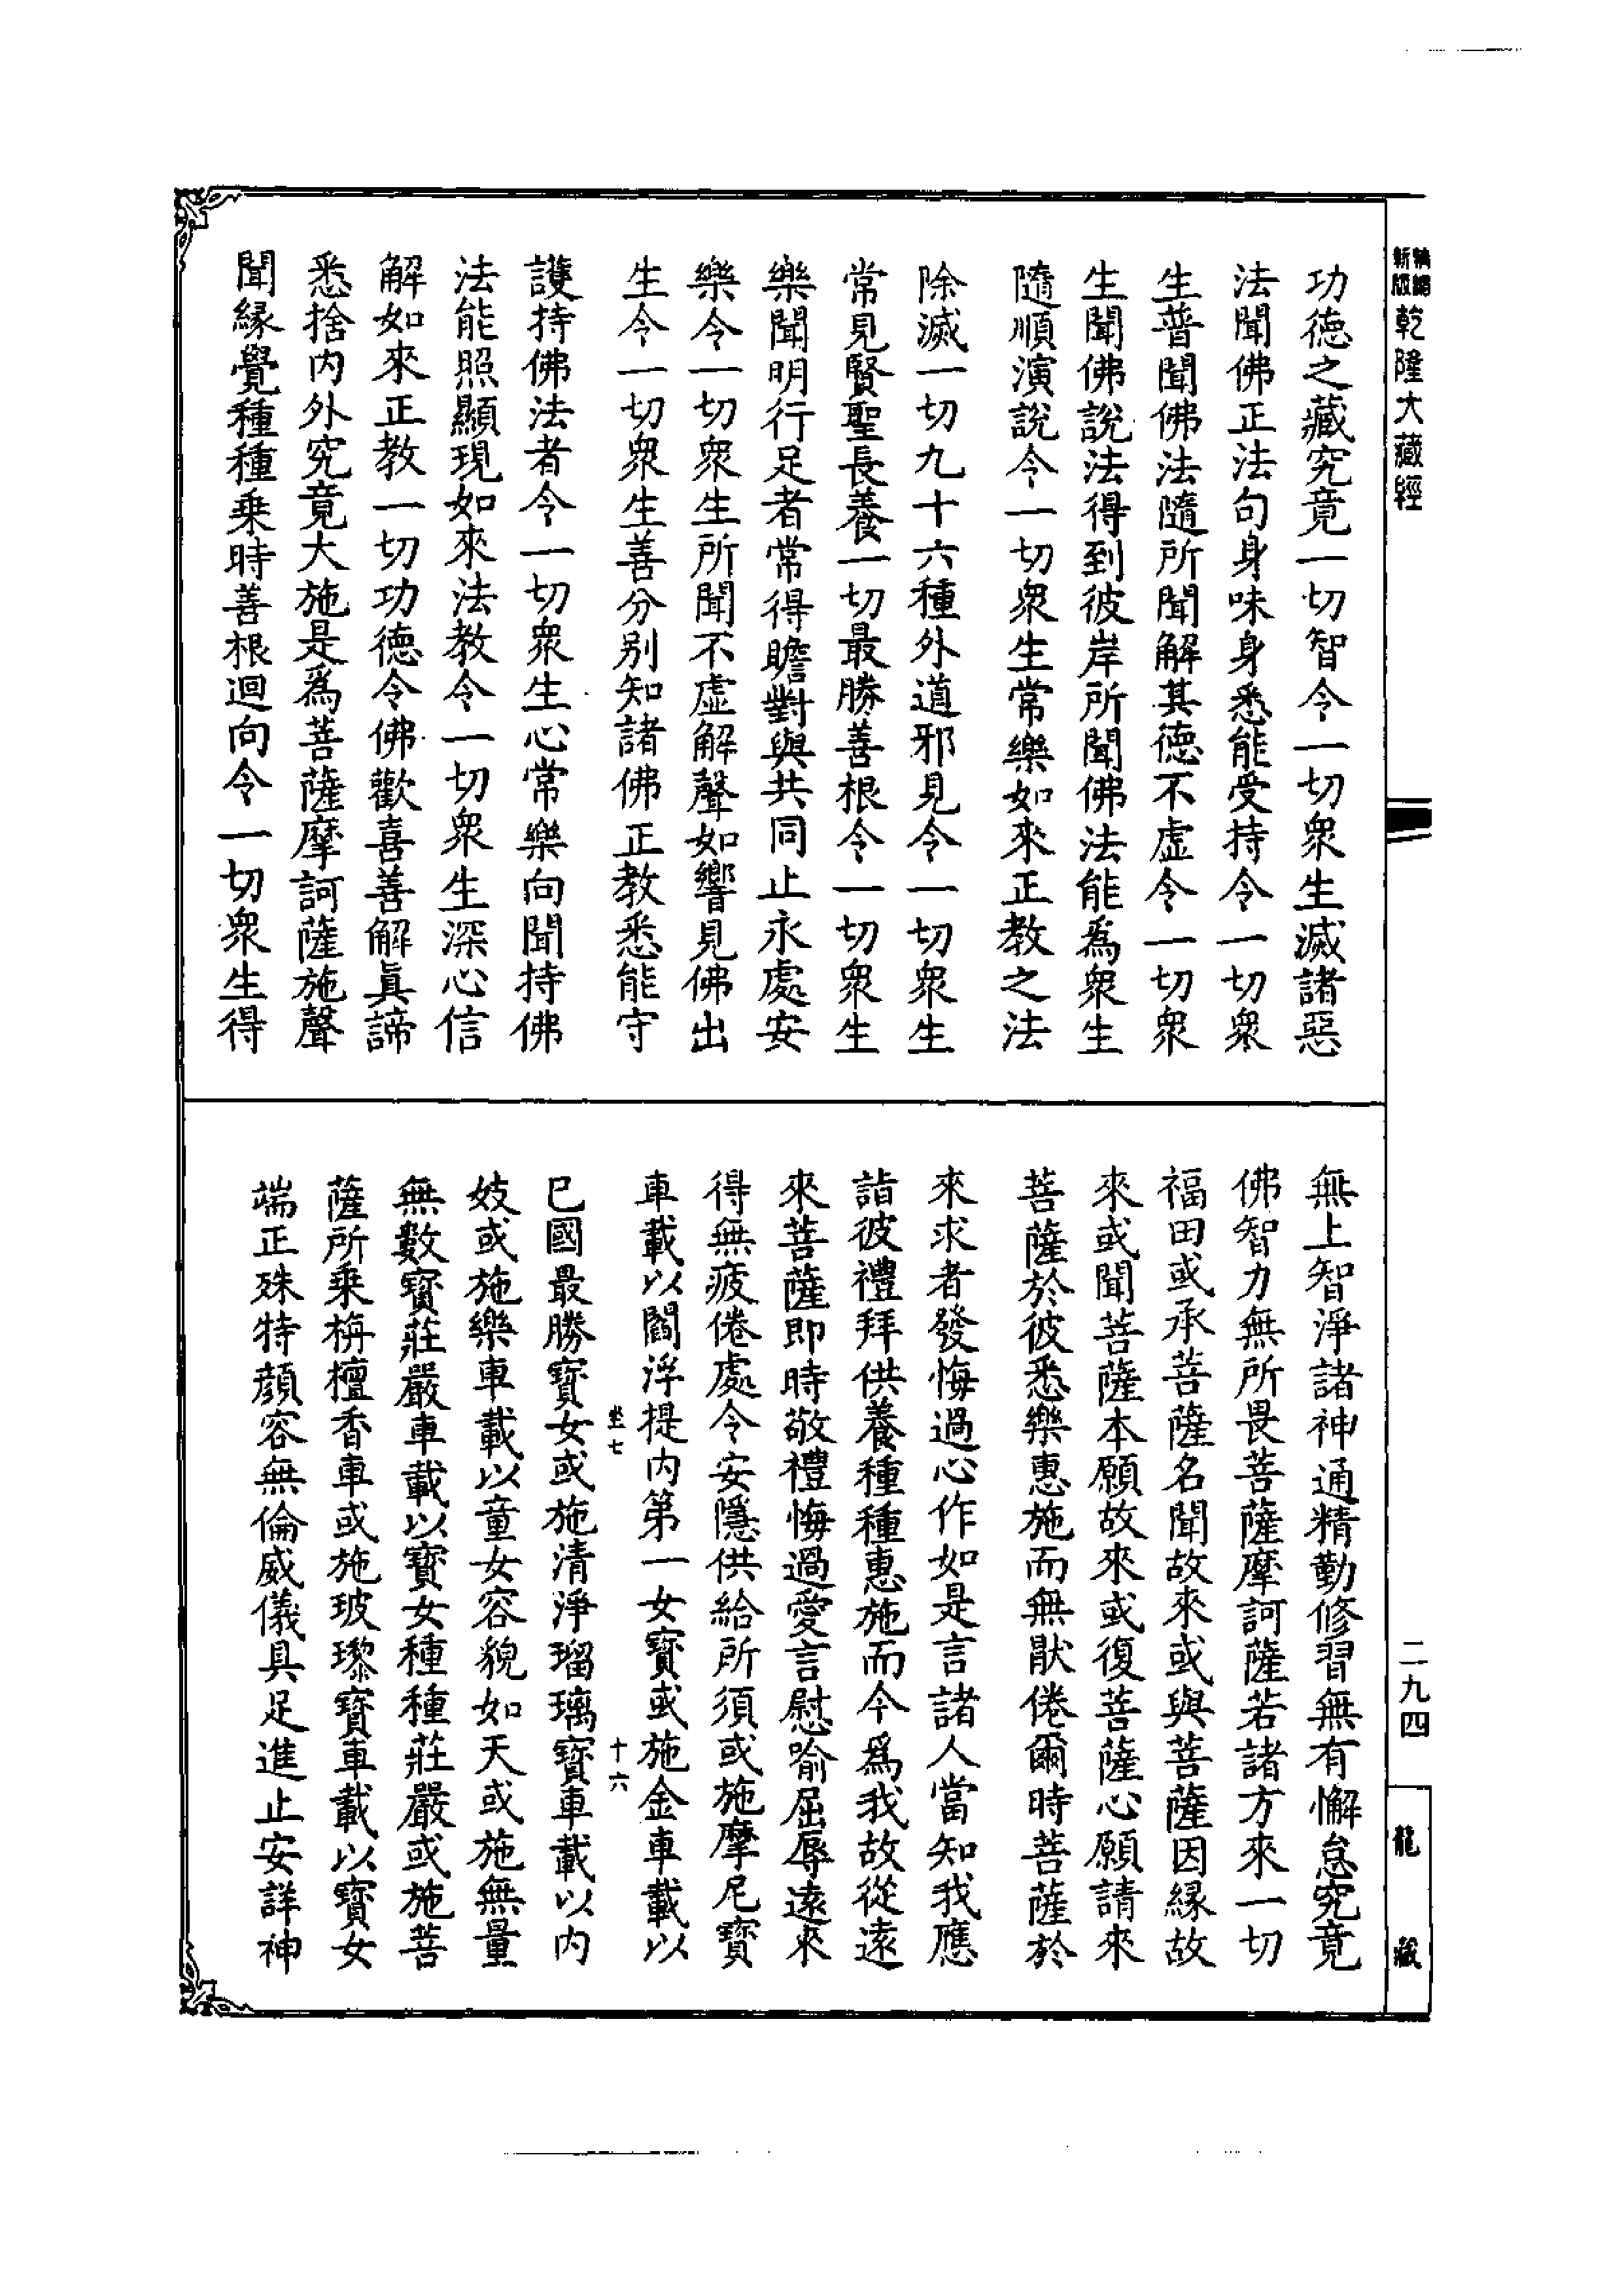 新版
精縮
乾隆大藏經
功德之藏究竟一切智令一切衆生滅諸惡
法聞佛正法句身味身悉能受持令一切衆
生普聞佛法隨所聞解其德不虛令一切衆
生聞佛說法得到彼岸所聞佛法能爲衆生
隨順演說令一切衆生常樂如來正教之法
除滅一切九十六種外道邪見令一切衆生
常見賢聖長養一切最勝善根令一切衆生
樂聞明行足者常得瞻對與共同止永處安
樂令一切衆生所聞不虛解聲如響見佛出
生令一切衆生善分別知諸佛正教悉能守
護持佛法者令一切衆生心常樂向聞持佛
法能照顯現如來法教令一切衆生深心信
解如來正教一切功德令佛歡喜善解眞諦
悉捨内外究竟大施是爲菩薩摩訶薩施聲
聞緣覺種種乗時善根迴向令一切衆生得
無上智淨諸神通精勤修習無有懈怠究竟
佛智力無所畏菩薩摩訶薩若諸方來一切
福田或承菩薩名聞故來或與菩薩因緣故
來或聞菩薩本願故來或復菩薩心願請來
菩薩於彼悉樂惠施而無猒倦爾時菩薩於
來求者發悔過心作如是言諸人當知我應
詣彼禮拜供養種種惠施而今爲我故從遠
來菩薩即時敬禮悔過愛言慰喻屈辱遠來
得無疲倦處令安隱供給所須或施摩尼寶
車載以閻浮提内第一女寶或施金車載以
坐七
十六
已國最勝寶女或施清淨瑠璃寶車載以内
妓或施樂車載以童女容貌如天或施無量
無數寶莊嚴車載以寶女種種莊嚴或施菩
薩所乗栴檀香車或施玻瓈寶車載以寶女
端正殊特顏容無倫威儀具足進止安詳神
二九四
龍藏